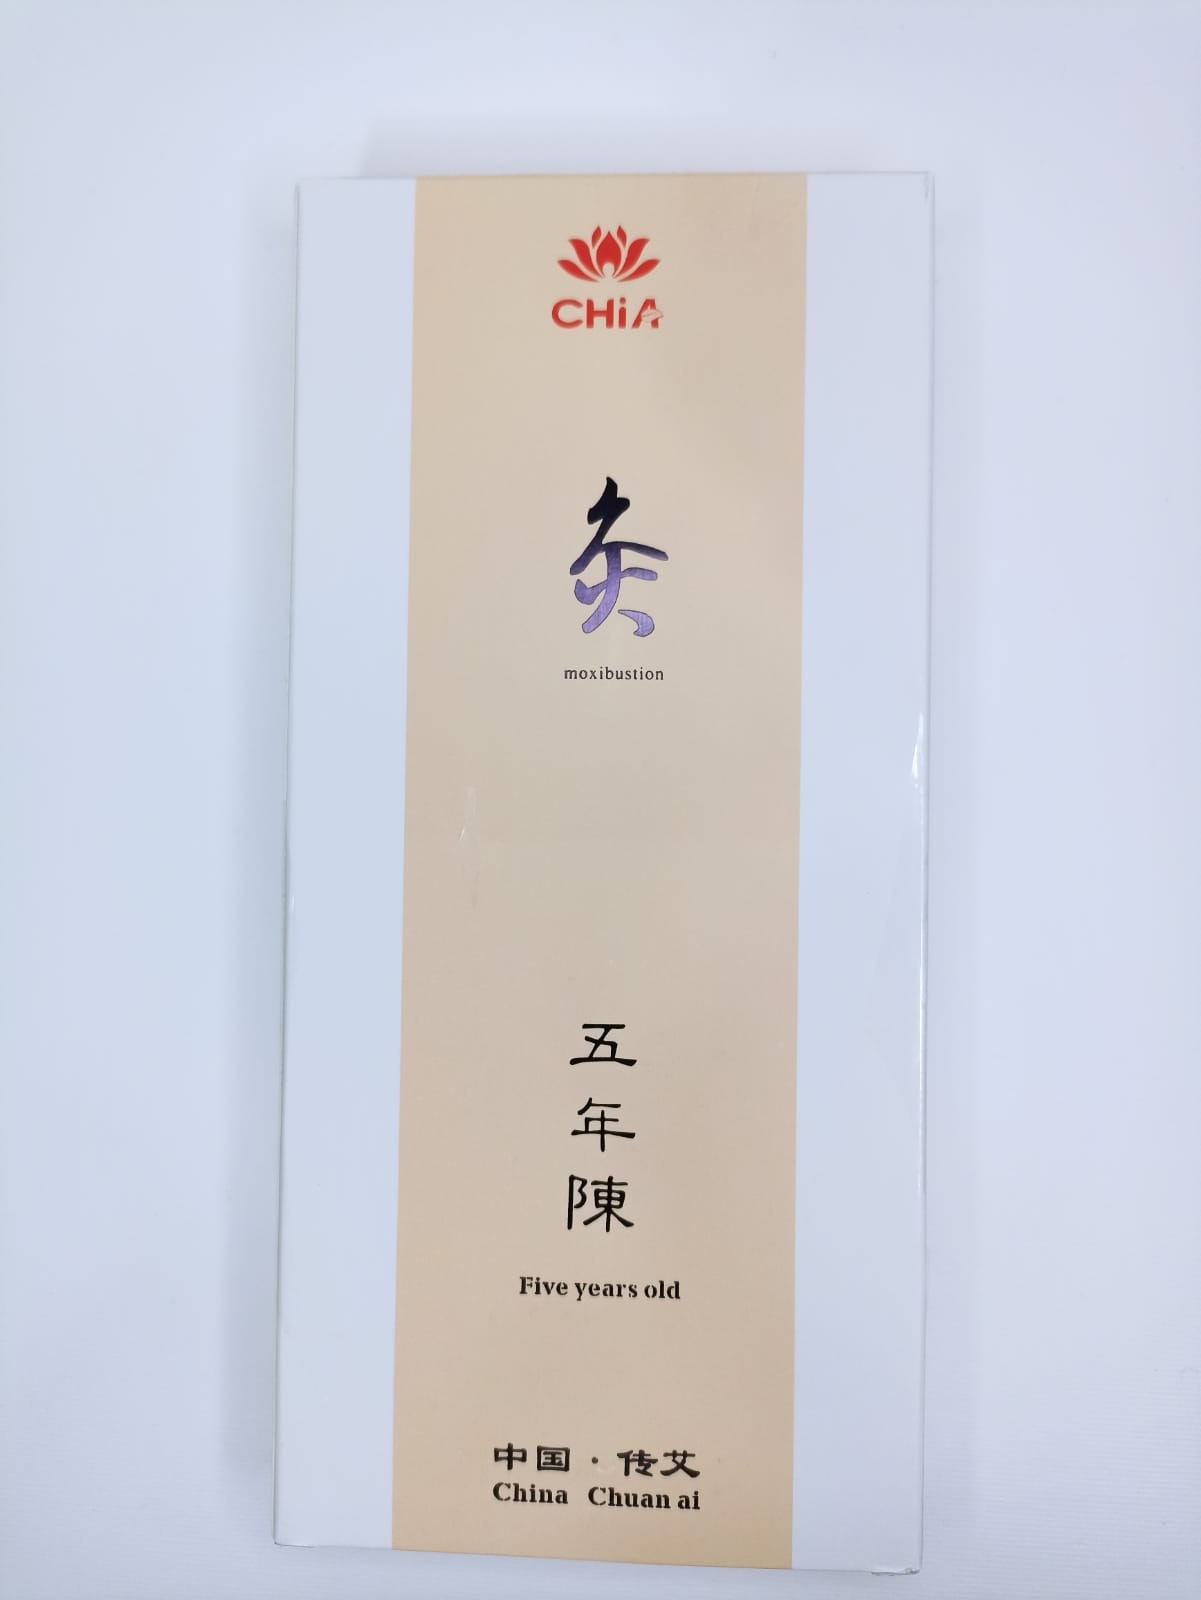 CHiA
灸
moxibustion
五
年
陳
Five years old
中国·传艾
China Chuan ai